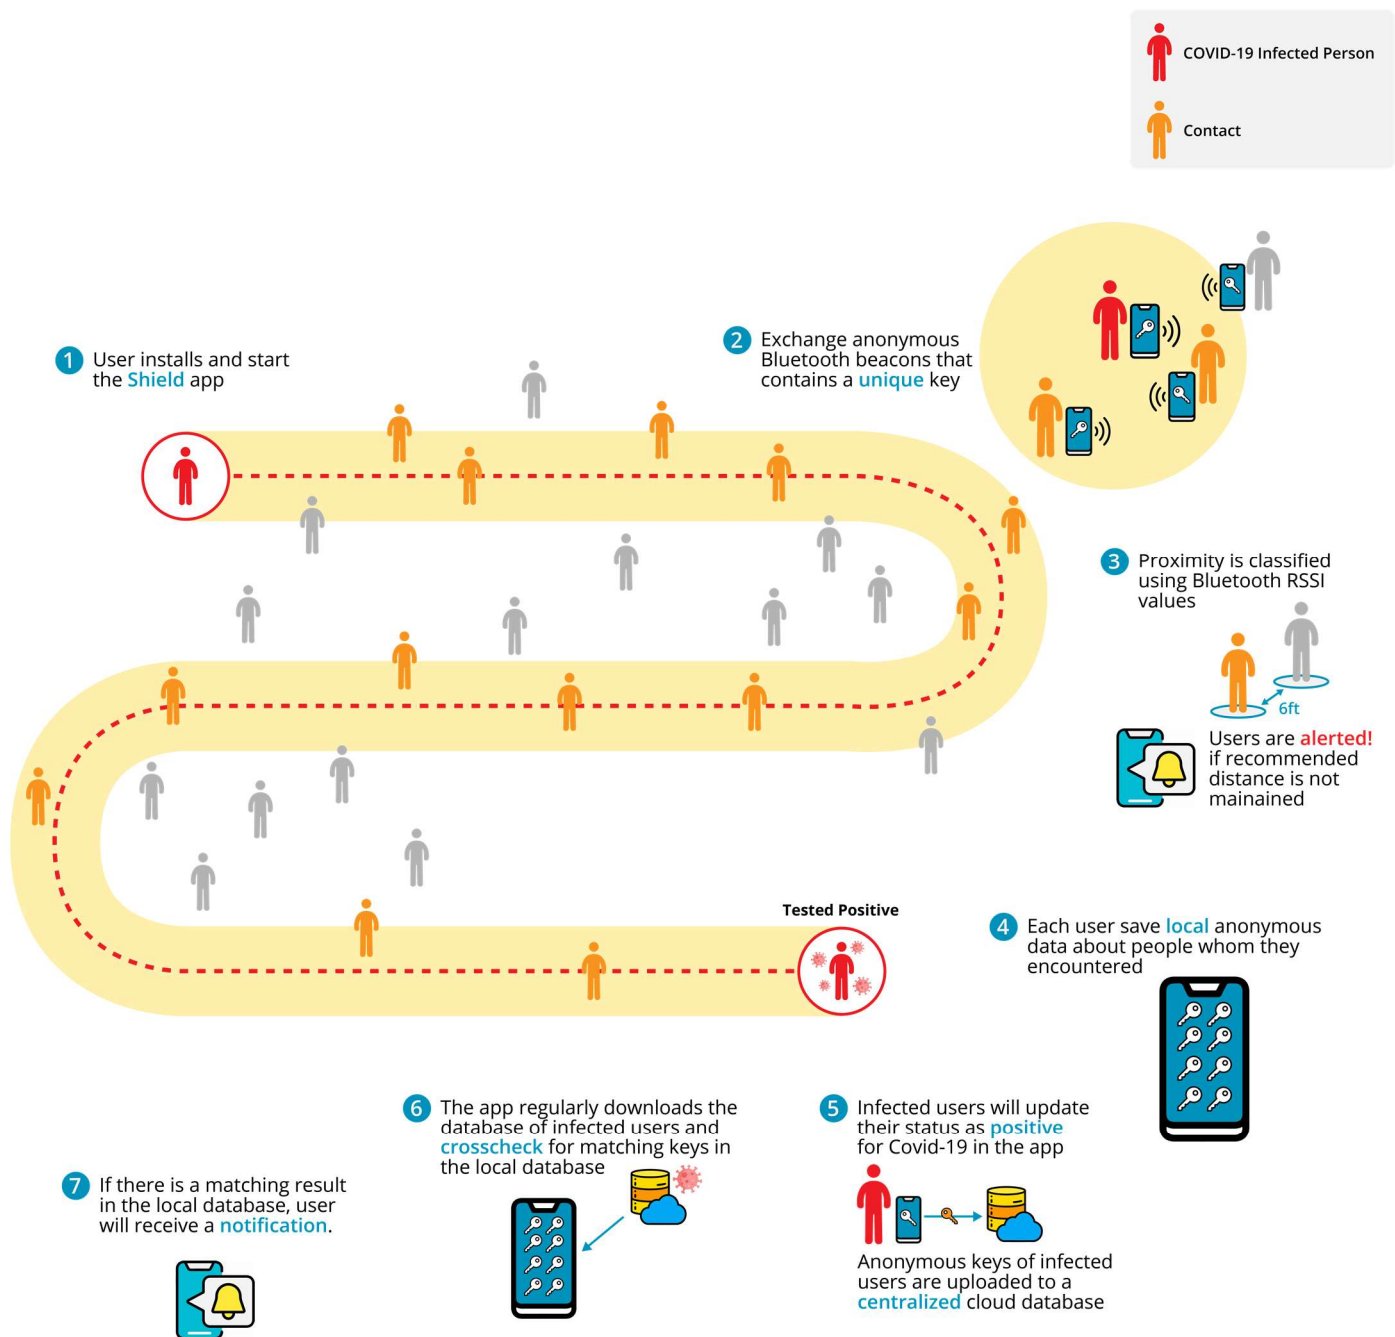 COVID-19 Infected Person
Contact
1 User installs and start
the Shield app
2 Exchange anonymous
Bluetooth beacons that
contains a unique key
3 Proximity is classified
using Bluetooth RSSI
values
6ft
Users are alerted!
if recommended
distance is not
mainained
Tested Positive
4 Each user save local anonymous
data about people whom they
encountered
5 Infected users will update
their status as positive
for Covid-19 in the app
Anonymous keys of infected
users are uploaded to a
centralized cloud database
6 The app regularly downloads the
database of infected users and
crosscheck for matching keys in
the local database
7 If there is a matching result
in the local database, user
will receive a notification.